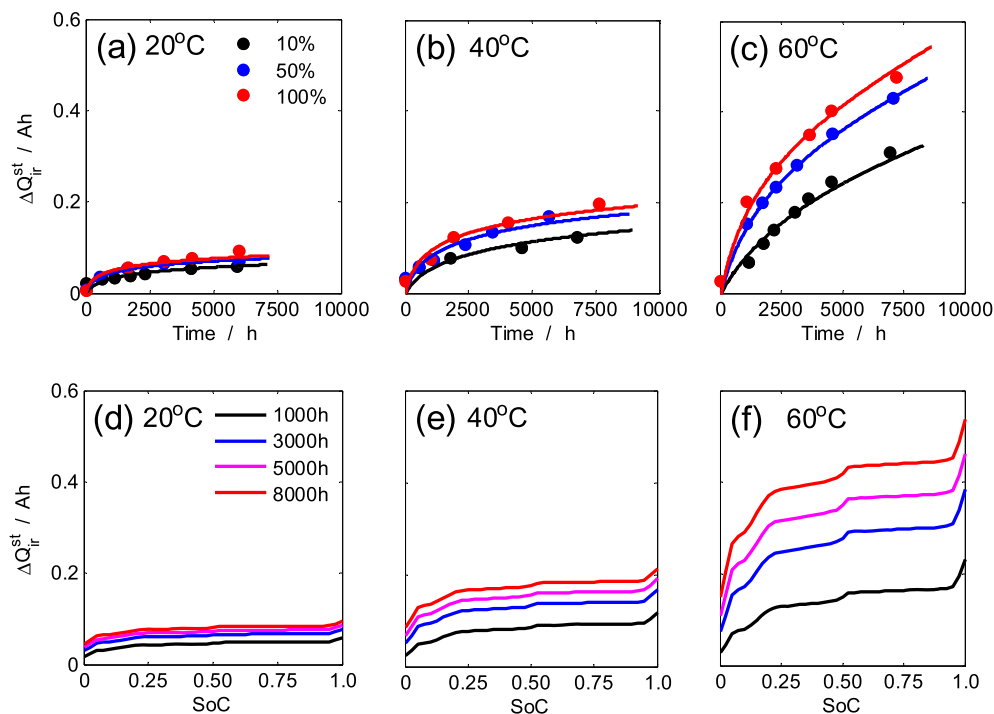 0.6
(a) 20°C
10%
50%
100%
0.4
ΔQ_ir^st / Ah
0.2
0
0 2500 5000 7500 10000
Time / h
(b) 40°C
0 2500 5000 7500 10000
Time / h
(c) 60°C
0 2500 5000 7500 10000
Time / h
0.6
(d) 20°C
1000h
3000h
5000h
8000h
0.4
ΔQ_ir^st / Ah
0.2
0
0 0.25 0.50 0.75 1.0
SoC
(e) 40°C
0 0.25 0.50 0.75 1.0
SoC
(f) 60°C
0 0.25 0.50 0.75 1.0
SoC